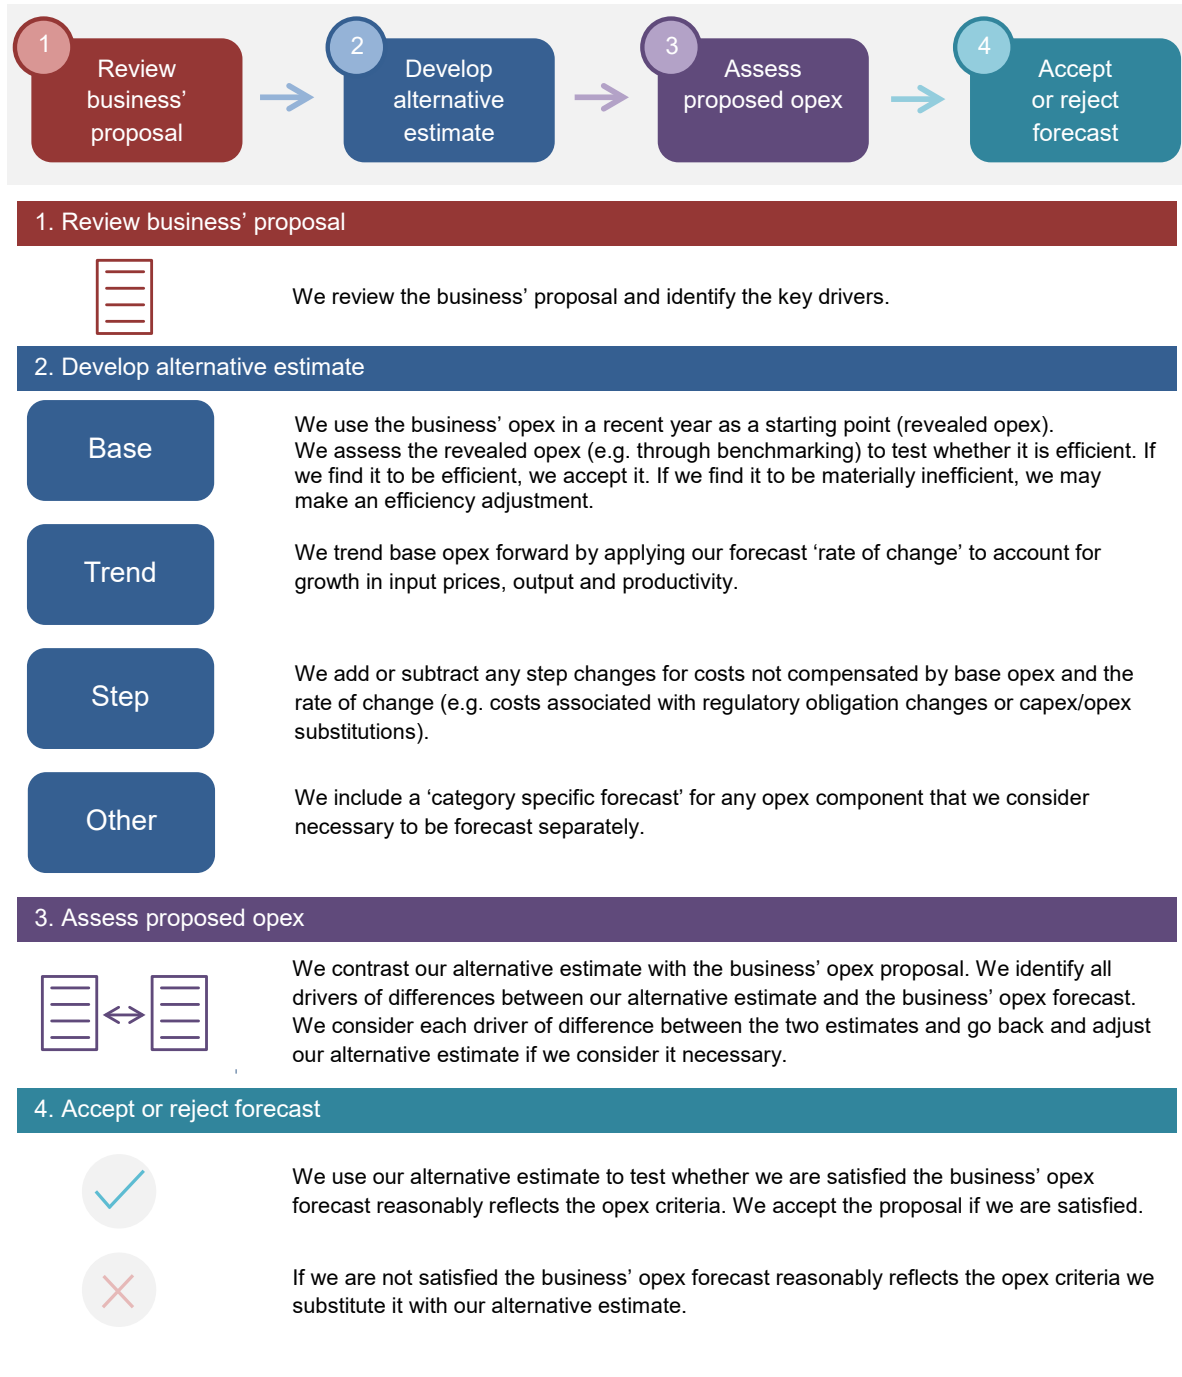 1
Review
business’
proposal
2
Develop
alternative
estimate
3
Assess
proposed opex
4
Accept
or reject
forecast
1. Review business’ proposal
We review the business’ proposal and identify the key drivers.
2. Develop alternative estimate
Base
We use the business’ opex in a recent year as a starting point (revealed opex).
We assess the revealed opex (e.g. through benchmarking) to test whether it is efficient. If
we find it to be efficient, we accept it. If we find it to be materially inefficient, we may
make an efficiency adjustment.
Trend
We trend base opex forward by applying our forecast ‘rate of change’ to account for
growth in input prices, output and productivity.
Step
We add or subtract any step changes for costs not compensated by base opex and the
rate of change (e.g. costs associated with regulatory obligation changes or capex/opex
substitutions).
Other
We include a ‘category specific forecast’ for any opex component that we consider
necessary to be forecast separately.
3. Assess proposed opex
We contrast our alternative estimate with the business’ opex proposal. We identify all
drivers of differences between our alternative estimate and the business’ opex forecast.
We consider each driver of difference between the two estimates and go back and adjust
our alternative estimate if we consider it necessary.
4. Accept or reject forecast
We use our alternative estimate to test whether we are satisfied the business’ opex
forecast reasonably reflects the opex criteria. We accept the proposal if we are satisfied.
If we are not satisfied the business’ opex forecast reasonably reflects the opex criteria we
substitute it with our alternative estimate.